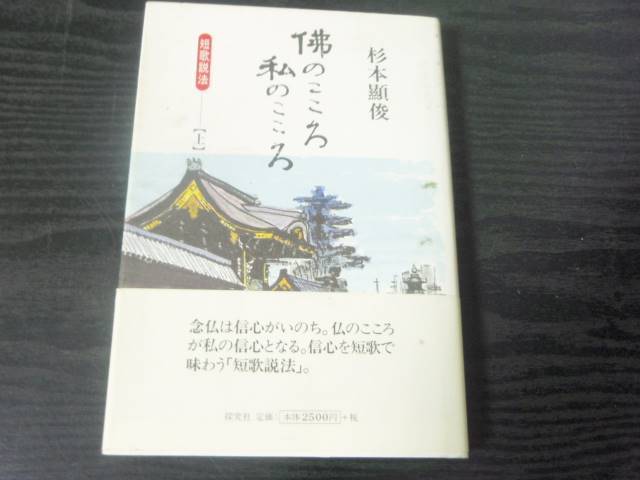 杉本顯俊
佛のこころ
私のこころ
短歌説法
【上】
念仏は信心がいのち。仏のこころ
が私の信心となる。信心を短歌で
味わう「短歌説法」。
探究社 定価：本体2500円+税